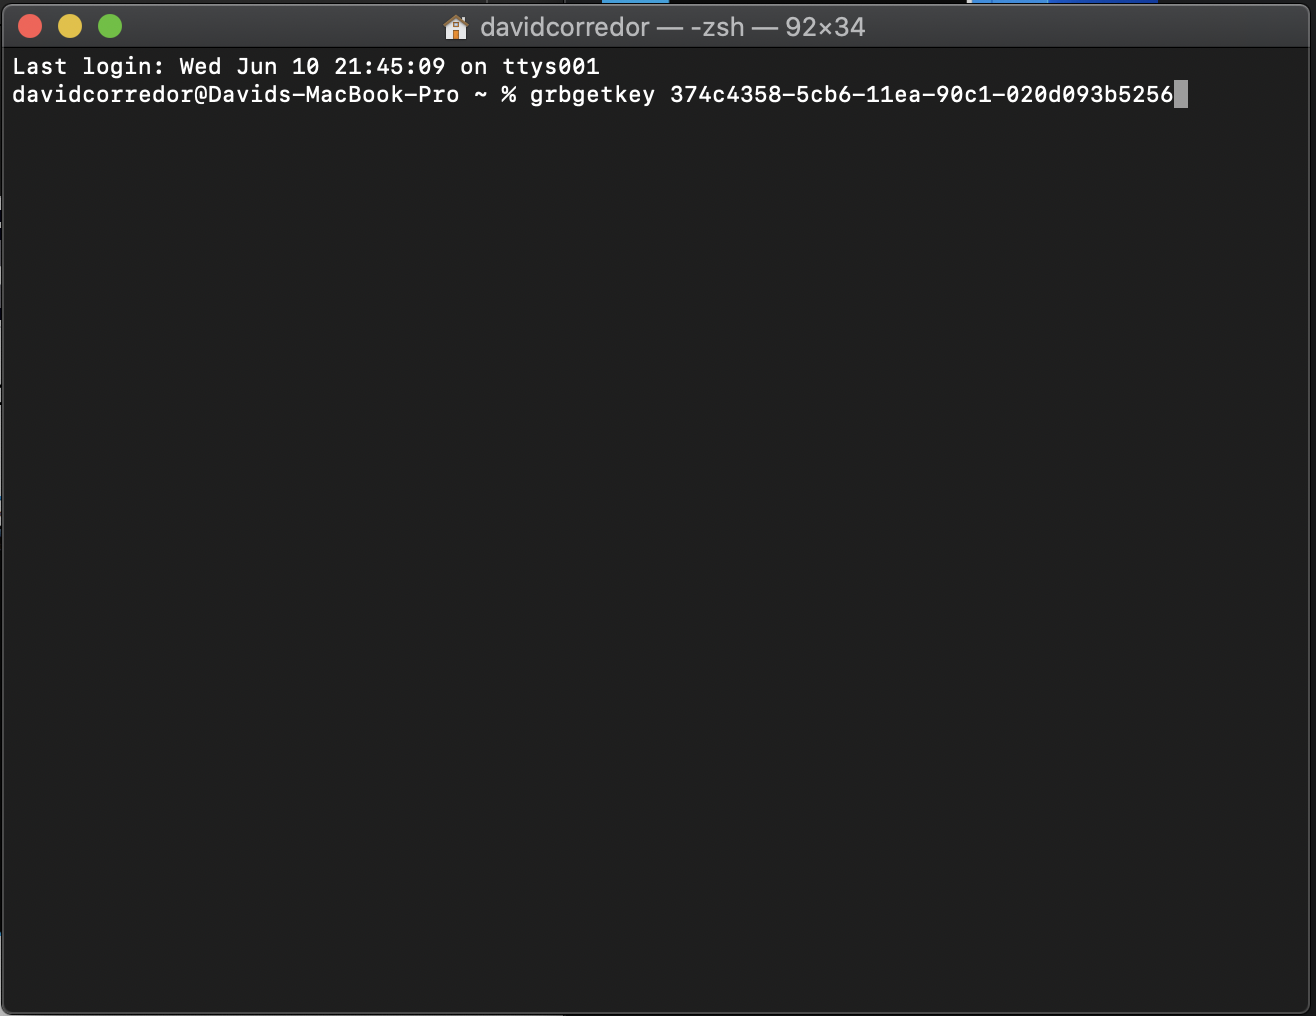 davidcorredor — -zsh — 92×34
Last login: Wed Jun 10 21:45:09 on ttys001
davidcorredor@Davids-MacBook-Pro ~ % grbgetkey 374c4358-5cb6-11ea-90c1-020d093b5256